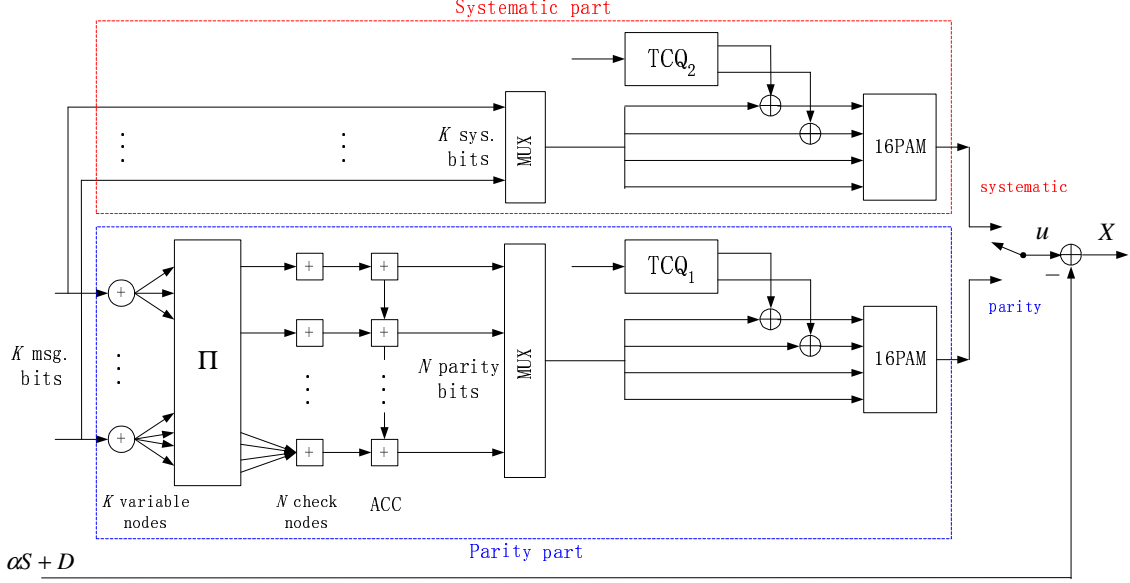 Systematic part
TCQ2
K sys.
bits
MUX
16PAM
systematic
u
X
−
parity
TCQ1
K msg.
bits
Π
N parity
bits
MUX
16PAM
K variable
nodes
N check
nodes
ACC
Parity part
αS + D